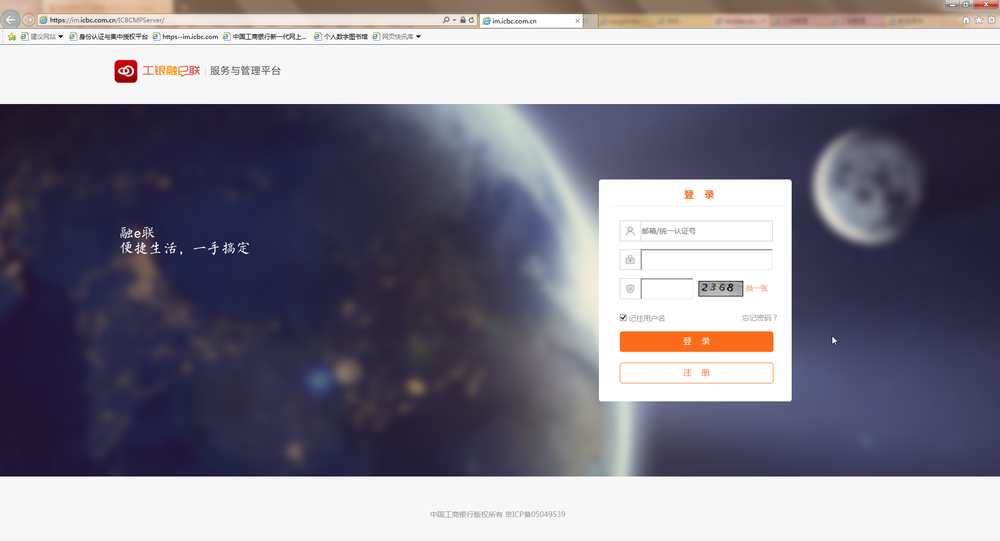 https://im.icbc.com.cn/ICBCMPServer/
im.icbc.com.cn
建议网站
身份认证与集中授权平台
https--im.icbc.com
中国工商银行新一代网上...
个人数字图书馆
网页快讯库
工银融e联
服务与管理平台
融e联
便捷生活，一手搞定
登 录
邮箱/统一认证号
2368
换一张
记住用户名
忘记密码？
登 录
注 册
中国工商银行版权所有 京ICP备05049539